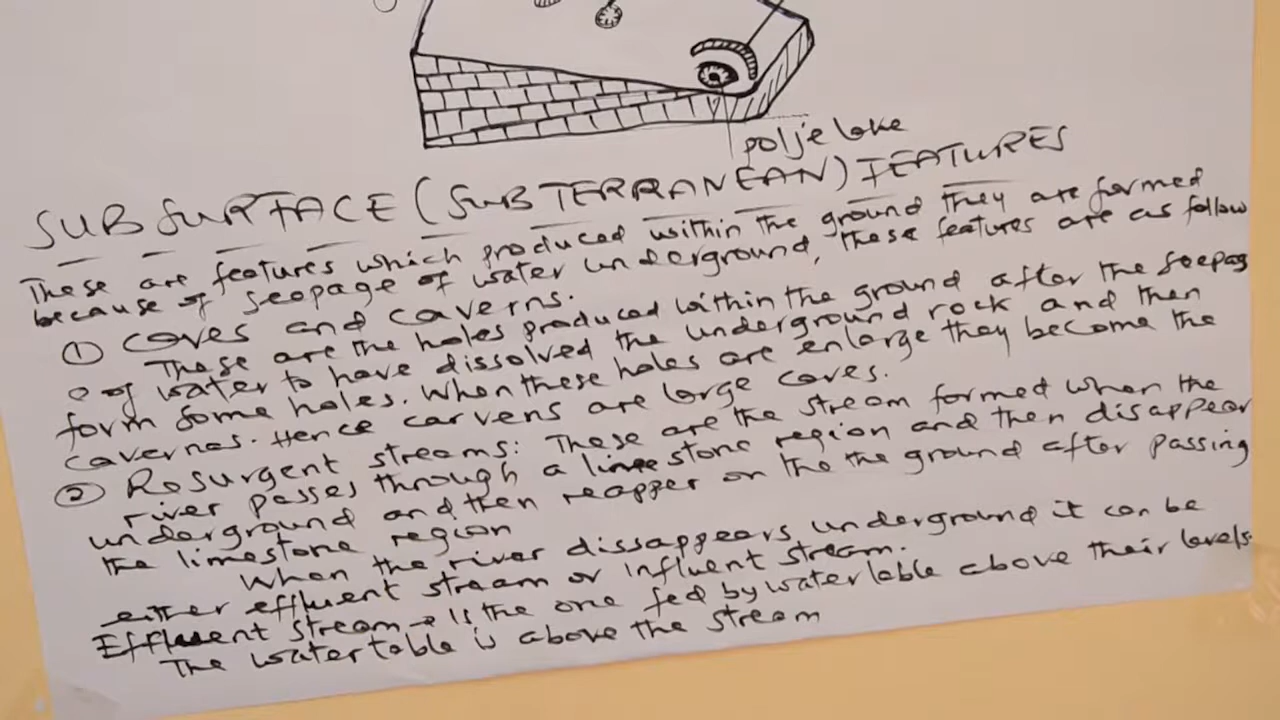 polje lake
SUBSURFACE (SUBTERRANEAN) FEATURES
These are features which produced within the ground they are formed
because of seepage of water underground, these features are as follow
① Caves and caverns.
These are the holes produced within the ground after the seepag
e of water to have dissolved the underground rock and then
form some holes. When these holes are enlarge they become the
cavernes. Hence carvens are large caves.
② Resurgent streams: These are the stream formed when the
river passes through a limestone region and then disappear
underground and then reapper on the the ground after passing
the limestone region
When the river dissappears underground it can be
either effluent stream or influent stream.
Effluent stream → Is the one fed by water lable above their levels.
The watertable is above the stream